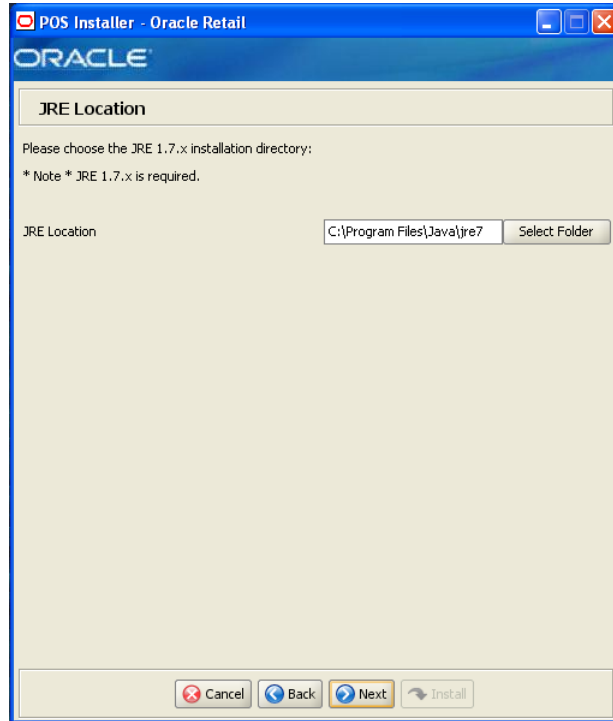 POS Installer - Oracle Retail
ORACLE
JRE Location
Please choose the JRE 1.7.x installation directory:
* Note * JRE 1.7.x is required.
JRE Location C:\Program Files\Java\jre7 Select Folder
Cancel Back Next Install